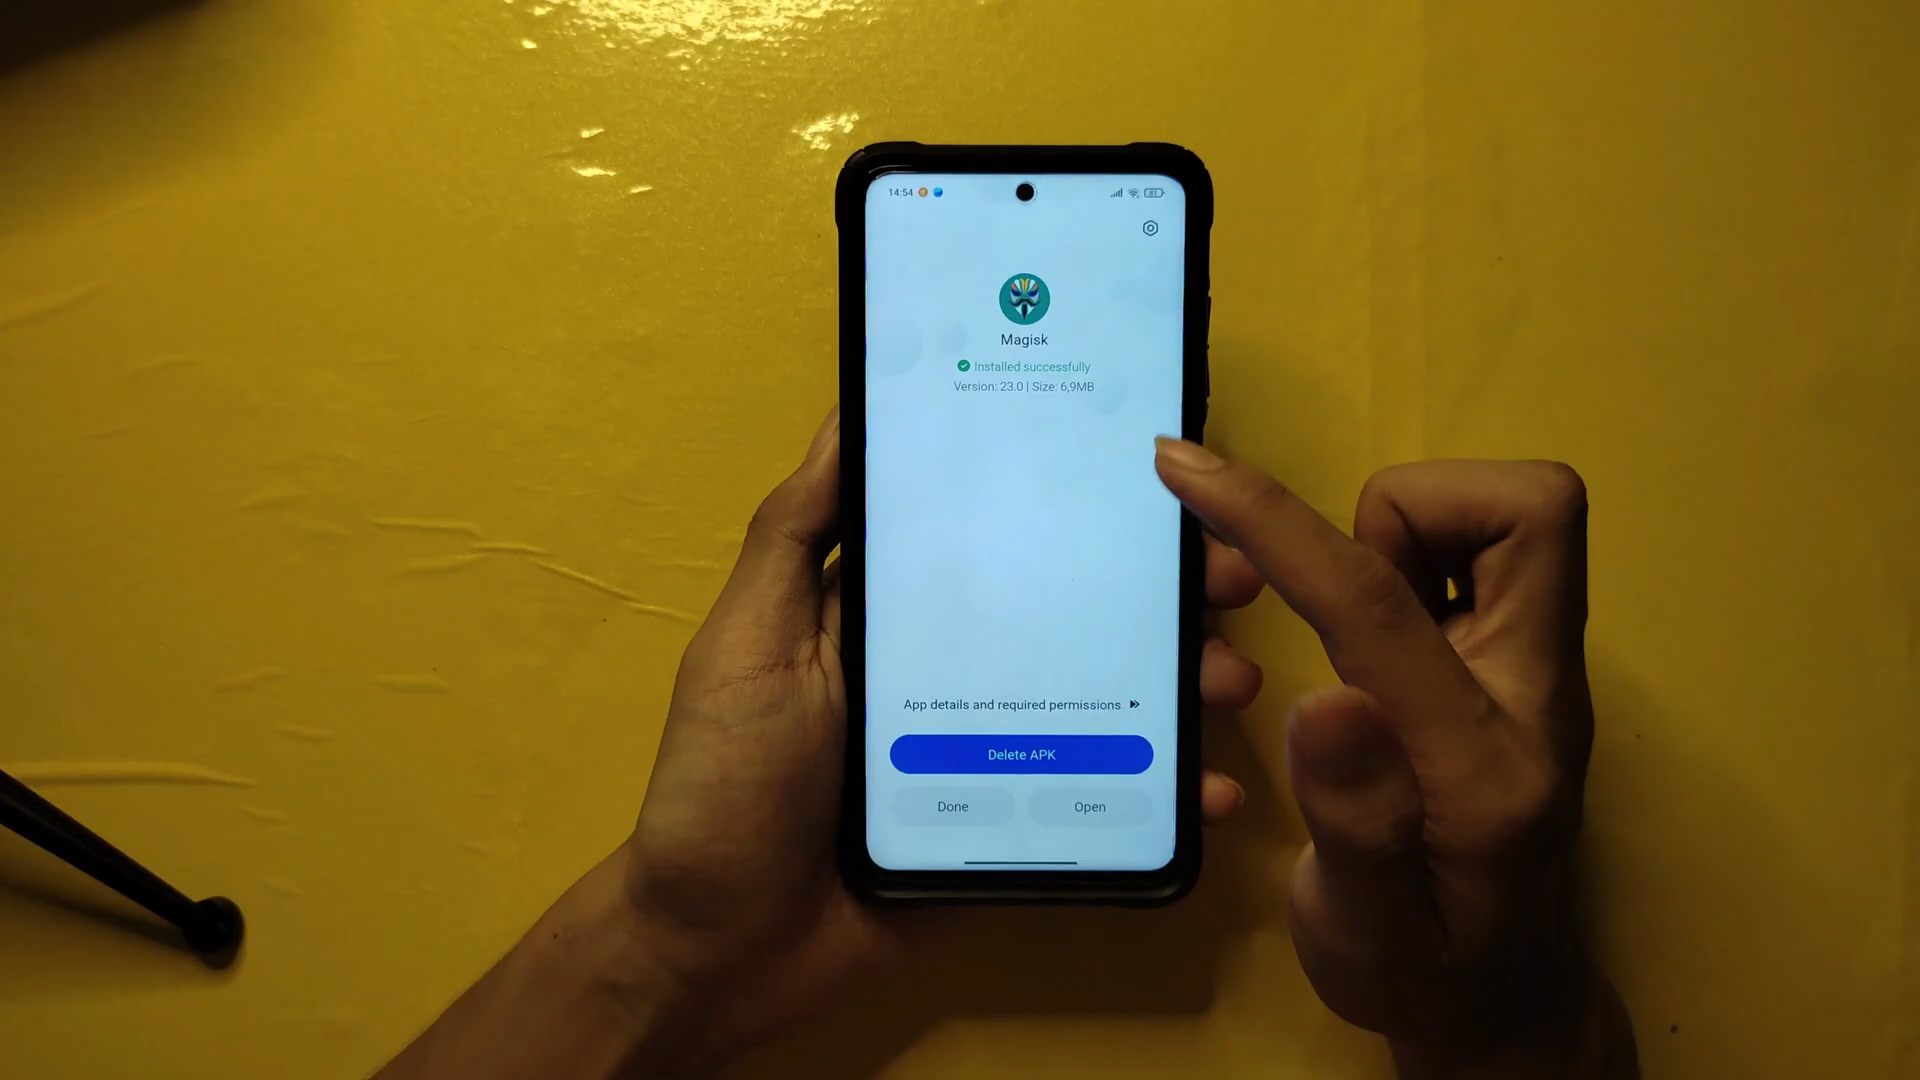 14:54
81
Magisk
Installed successfully
Version: 23.0 | Size: 6,9MB
App details and required permissions
Delete APK
Done
Open